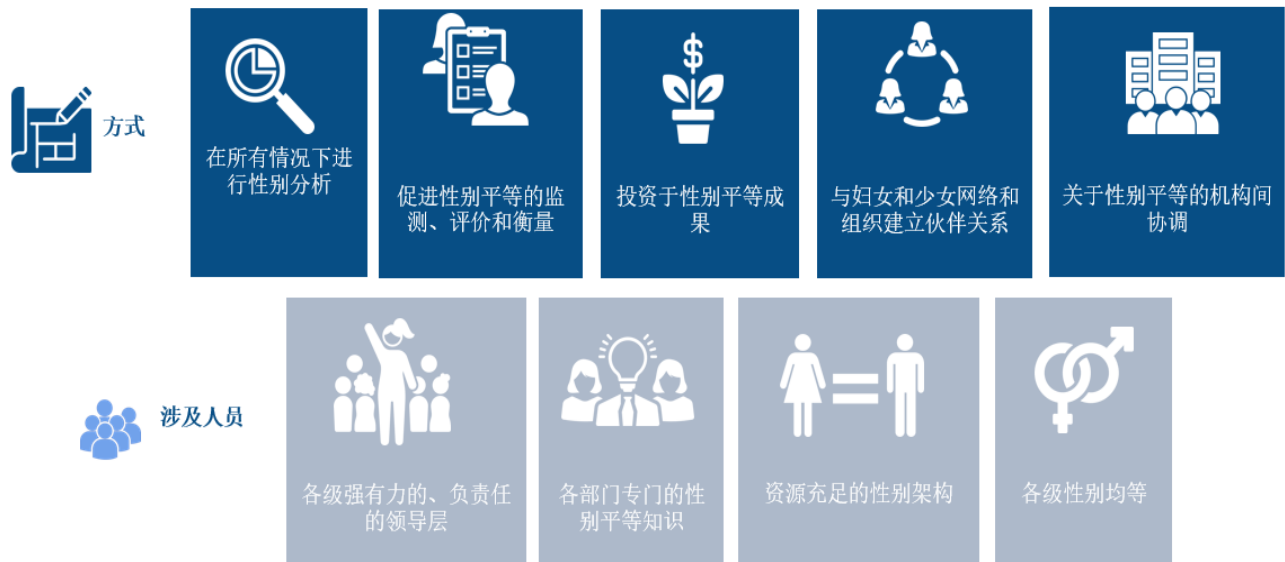 方式
在所有情况下进
行性别分析
促进性别平等的监
测、评价和衡量
投资于性别平等成
果
与妇女和少女网络和
组织建立伙伴关系
关于性别平等的机构间
协调
涉及人员
各级强有力的、负责任
的领导层
各部门专门的性
别平等知识
资源充足的性别架构
各级性别均等